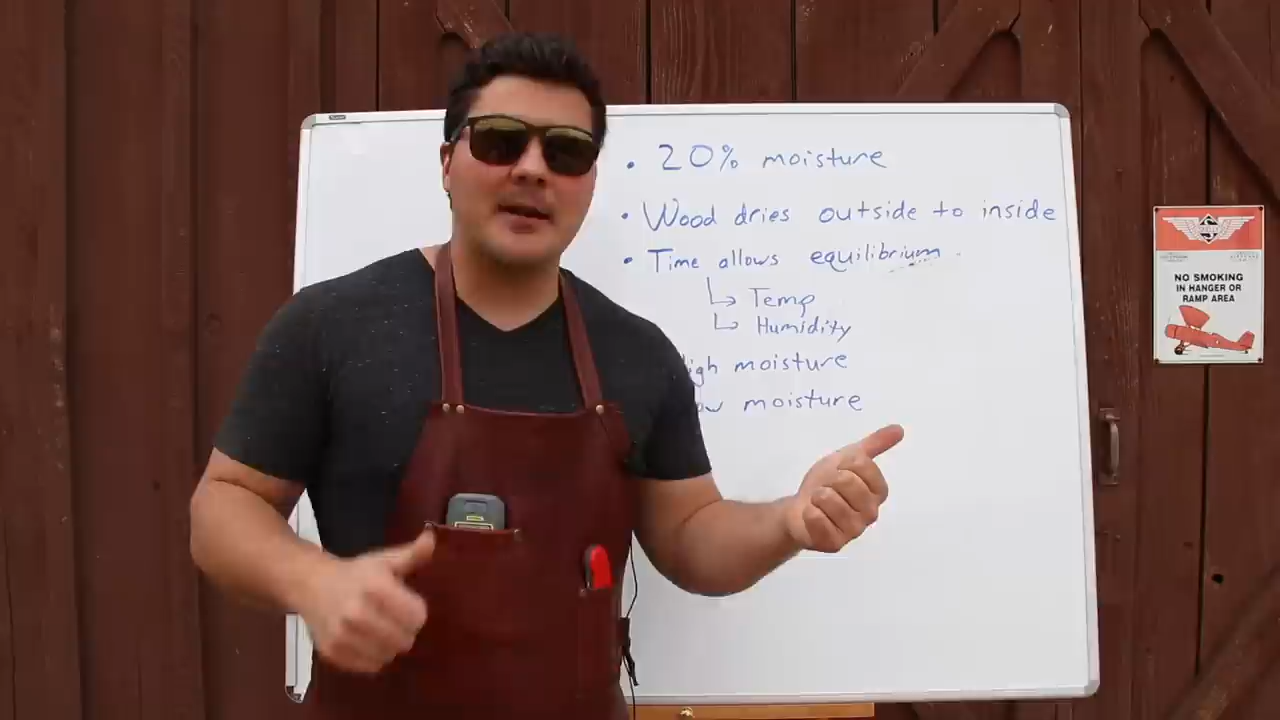 • 20% moisture
• Wood dries outside to inside
• Time allows equilibrium
↳ Temp
↳ Humidity
moisture
moisture
NO SMOKING
IN HANGER OR
RAMP AREA